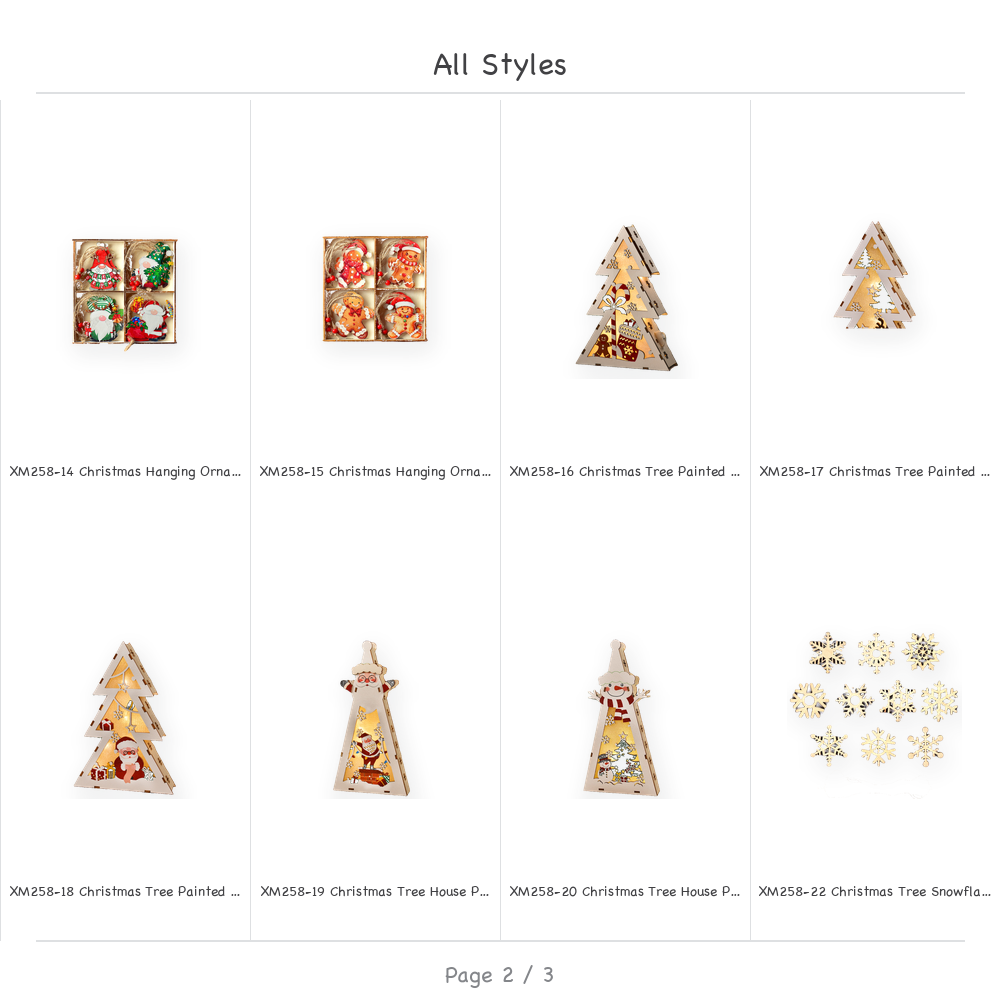 All Styles
XM258-14 Christmas Hanging Orna...
XM258-15 Christmas Hanging Orna...
XM258-16 Christmas Tree Painted ...
XM258-17 Christmas Tree Painted ...
XM258-18 Christmas Tree Painted ...
XM258-19 Christmas Tree House P...
XM258-20 Christmas Tree House P...
XM258-22 Christmas Tree Snowfla...
Page 2 / 3